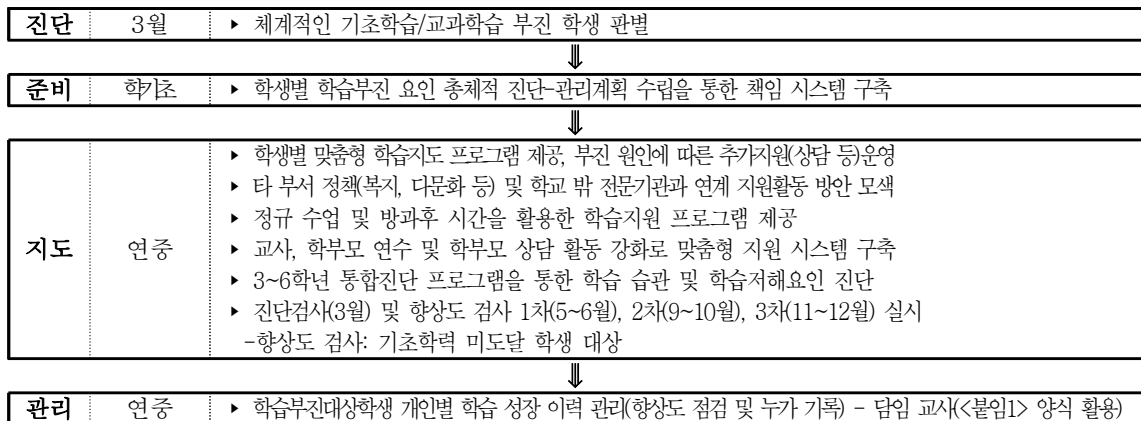 진단 3월 ▸ 체계적인 기초학습/교과학습 부진 학생 판별
⇓
준비 학기초 ▸ 학생별 학습부진 요인 총체적 진단-관리계획 수립을 통한 책임 시스템 구축
⇓
▸ 학생별 맞춤형 학습지도 프로그램 제공, 부진 원인에 따른 추가지원(상담 등)운영
▸ 타 부서 정책(복지, 다문화 등) 및 학교 밖 전문기관과 연계 지원활동 방안 모색
▸ 정규 수업 및 방과후 시간을 활용한 학습지원 프로그램 제공
지도 연중 ▸ 교사, 학부모 연수 및 학부모 상담 활동 강화로 맞춤형 지원 시스템 구축
▸ 3~6학년 통합진단 프로그램을 통한 학습 습관 및 학습저해요인 진단
▸ 진단검사(3월) 및 향상도 검사 1차(5~6월), 2차(9~10월), 3차(11~12월) 실시
-향상도 검사: 기초학력 미도달 학생 대상
⇓
관리 연중 ▸ 학습부진대상학생 개인별 학습 성장 이력 관리(향상도 점검 및 누가 기록) - 담임 교사(<붙임1> 양식 활용)